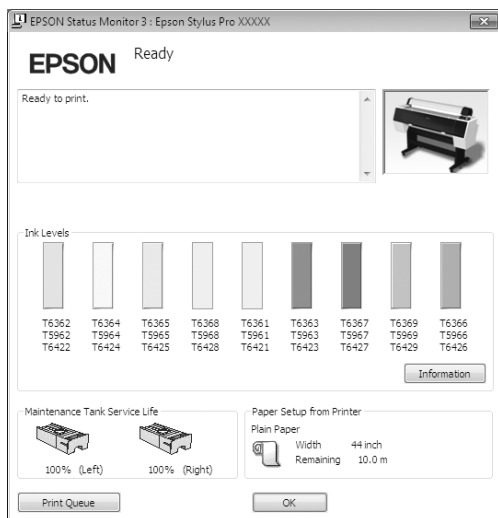 EPSON Status Monitor 3 : Epson Stylus Pro XXXXX
EPSON
Ready
Ready to print.
Ink Levels
T6362 T6364 T6365 T6368 T6361 T6363 T6367 T6369 T6366
T5962 T5964 T5965 T5968 T5961 T5963 T5967 T5969 T5966
T6422 T6424 T6425 T6428 T6421 T6423 T6427 T6429 T6426
Information
Maintenance Tank Service Life
100% (Left) 100% (Right)
Paper Setup from Printer
Plain Paper
Width 44 inch
Remaining 10.0 m
Print Queue
OK